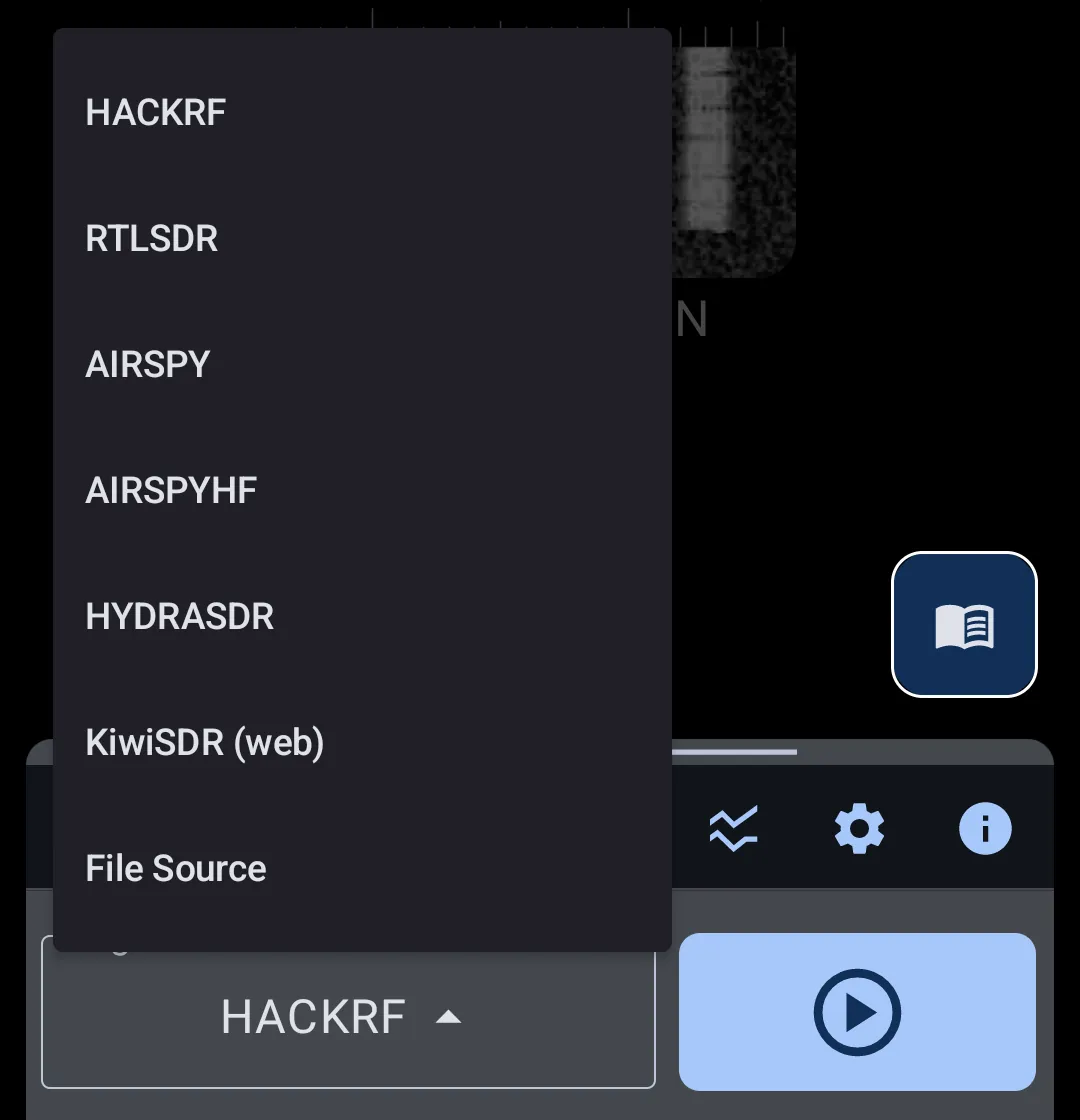 HACKRF
RTLSDR
AIRSPY
AIRSPYHF
HYDRASDR
KiwiSDR (web)
File Source
N
HACKRF